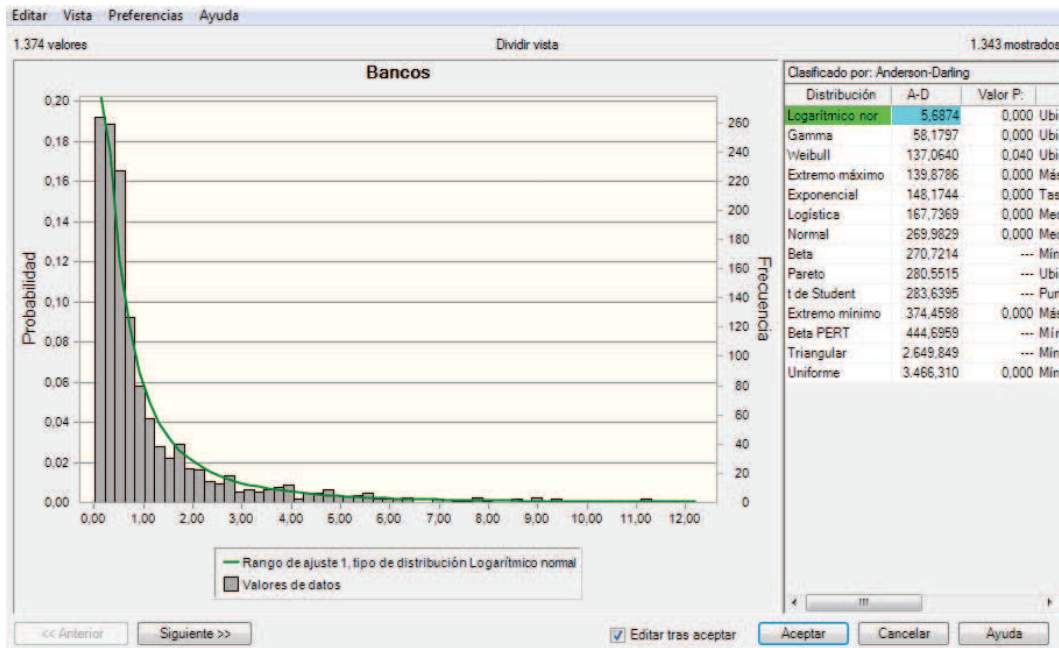 Editar Vista Preferencias Ayuda
1.374 valores Dividir vista 1.343 mostrados
Bancos
Probabilidad
0,20
0,18
0,16
0,14
0,12
0,10
0,08
0,06
0,04
0,02
0,00
260
240
220
200
180
160
140
120
100
80
60
40
20
0
Frecuencia
0,00 1,00 2,00 3,00 4,00 5,00 6,00 7,00 8,00 9,00 10,00 11,00 12,00
Rango de ajuste 1, tipo de distribución Logarítmico normal
Valores de datos
Clasificado por: Anderson-Darling
Distribución A-D Valor P:
Logarítmico nor 5,6874 0,000 Ubi
Gamma 58,1797 0,000 Ubi
Weibull 137,0640 0,040 Ubi
Extremo máximo 139,8786 0,000 Más
Exponencial 148,1744 0,000 Tas
Logística 167,7369 0,000 Med
Normal 269,9829 0,000 Med
Beta 270,7214 --- Mín
Pareto 280,5515 --- Ubi
t de Student 283,6395 --- Pun
Extremo mínimo 374,4598 0,000 Más
Beta PERT 444,6959 --- Mín
Triangular 2.649,849 --- Mín
Uniforme 3.466,310 0,000 Mín
<< Anterior Siguiente >> Editar tras aceptar Aceptar Cancelar Ayuda